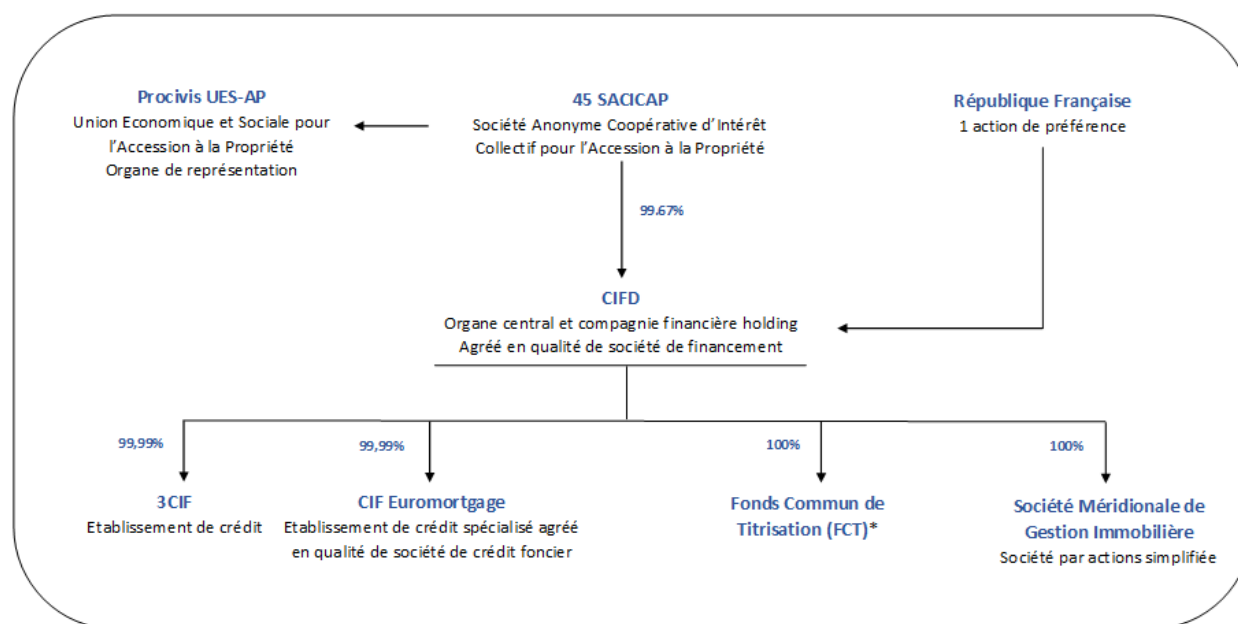 Procivis UES-AP
Union Economique et Sociale pour
l'Accession à la Propriété
Organe de représentation
45 SACICAP
Société Anonyme Coopérative d'Intérêt
Collectif pour l'Accession à la Propriété
République Française
1 action de préférence
99.67%
CIFD
Organe central et compagnie financière holding
Agréé en qualité de société de financement
99,99%
99,99%
100%
100%
3CIF
Etablissement de crédit
CIF Euromortgage
Etablissement de crédit spécialisé agréé
en qualité de société de crédit foncier
Fonds Commun de
Titrisation (FCT)*
Société Méridionale de
Gestion Immobilière
Société par actions simplifiée